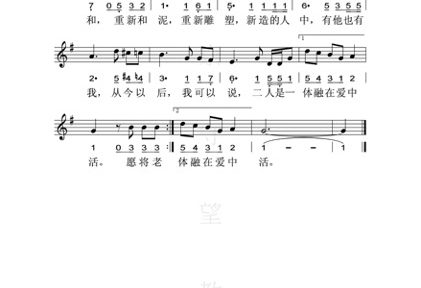 7 0532 1· 61 5· 1111 6· 5355
和， 重新和 泥，重新雕 塑，新造的人 中，有他也有
2· 544 3· 117 6· 1551 54312
我，从今以 后，我可以 说，二人是一 体融在爱中
2.
1 0333 54312 1 - - 1
活。 愿将老 体融在爱中 活。
望